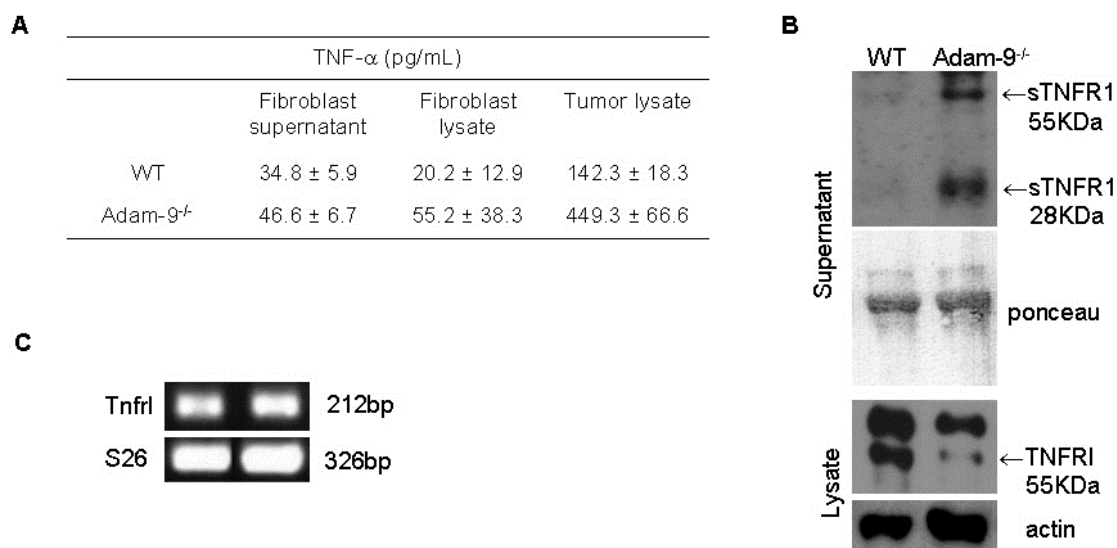 A
TNF-α (pg/mL)
Fibroblast supernatant Fibroblast lysate Tumor lysate
WT 34.8 ± 5.9 20.2 ± 12.9 142.3 ± 18.3
Adam-9-/- 46.6 ± 6.7 55.2 ± 38.3 449.3 ± 66.6
B
WT Adam-9-/-
←sTNFR1
55KDa
←sTNFR1
28KDa
Supernatant
ponceau
Lysate
←TNFRI
55KDa
actin
C
TnfrI 212bp
S26 326bp